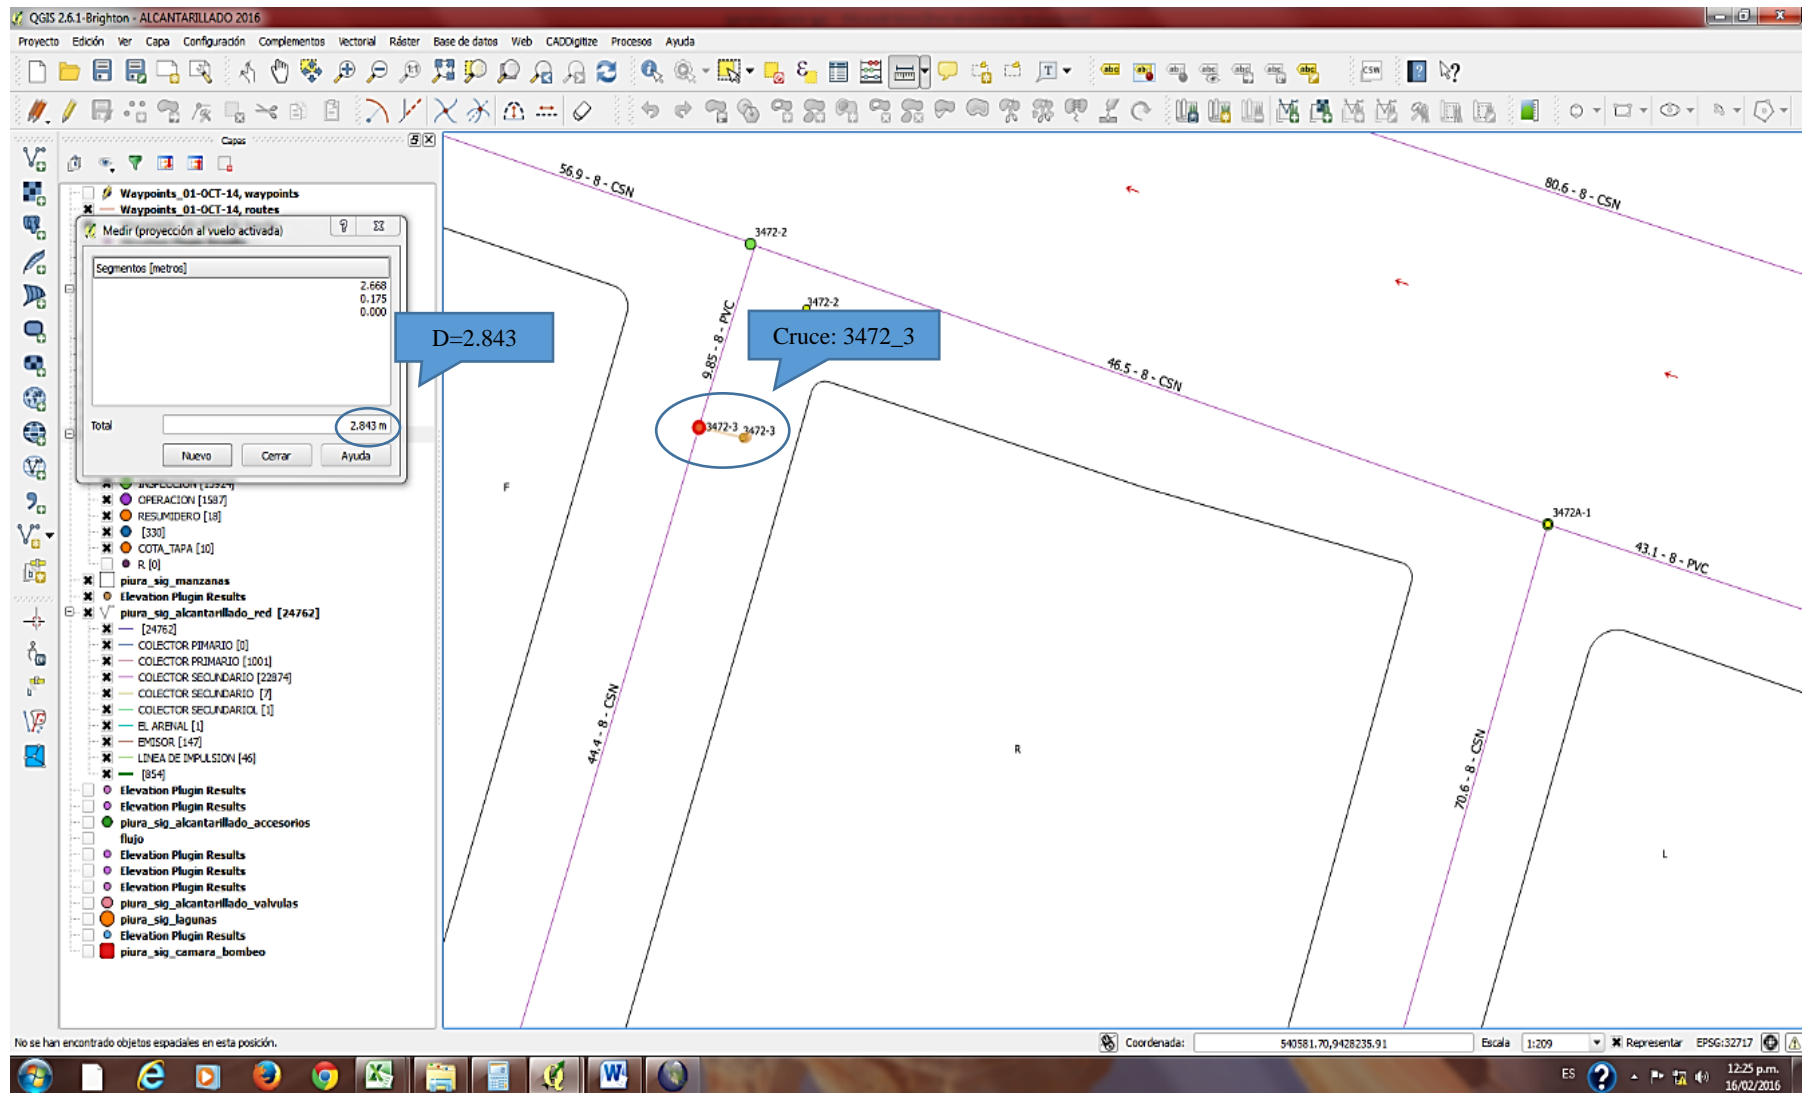 QGIS 2.6.1-Brighton - ALCANTARILLADO 2016
Proyecto Edición Ver Capa Configuración Complementos Vectorial Ráster Base de datos Web CADDigitize Procesos Ayuda
Capas
Waypoints_01-OCT-14, waypoints
Waypoints_01-OCT-14, routes
Medir (proyección al vuelo activada)
Segmentos [metros]
2.668
0.175
0.000
Total
2.843 m
Nuevo Cerrar Ayuda
D=2.843
INSPECCION [13924]
OPERACION [1587]
RESUMIDERO [18]
[330]
COTA_TAPA [10]
R [0]
piura_sig_manzanas
Elevation Plugin Results
piura_sig_alcantarillado_red [24762]
[24762]
COLECTOR PIMARIO [0]
COLECTOR PRIMARIO [1001]
COLECTOR SECUNDARIO [22874]
COLECTOR SECUNDARIO [7]
COLECTOR SECUNDARIOL [1]
EL ARENAL [1]
EMISOR [147]
LINEA DE IMPULSION [46]
[854]
Elevation Plugin Results
Elevation Plugin Results
piura_sig_alcantarillado_accesorios
flujo
Elevation Plugin Results
Elevation Plugin Results
Elevation Plugin Results
piura_sig_alcantarillado_valvulas
piura_sig_lagunas
Elevation Plugin Results
piura_sig_camara_bombeo
56.9 - 8 - CSN
80.6 - 8 - CSN
3472-2
3472-2
9.85 - 8 - PVC
Cruce: 3472_3
46.5 - 8 - CSN
3472-3
3472-3
F
3472A-1
43.1 - 8 - PVC
44.4 - 8 - CSN
R
70.6 - 8 - CSN
L
No se han encontrado objetos espaciales en esta posición.
Coordenada: 540581.70,9428235.91 Escala 1:209 Representar EPSG:32717
ES 12:25 p.m.
16/02/2016